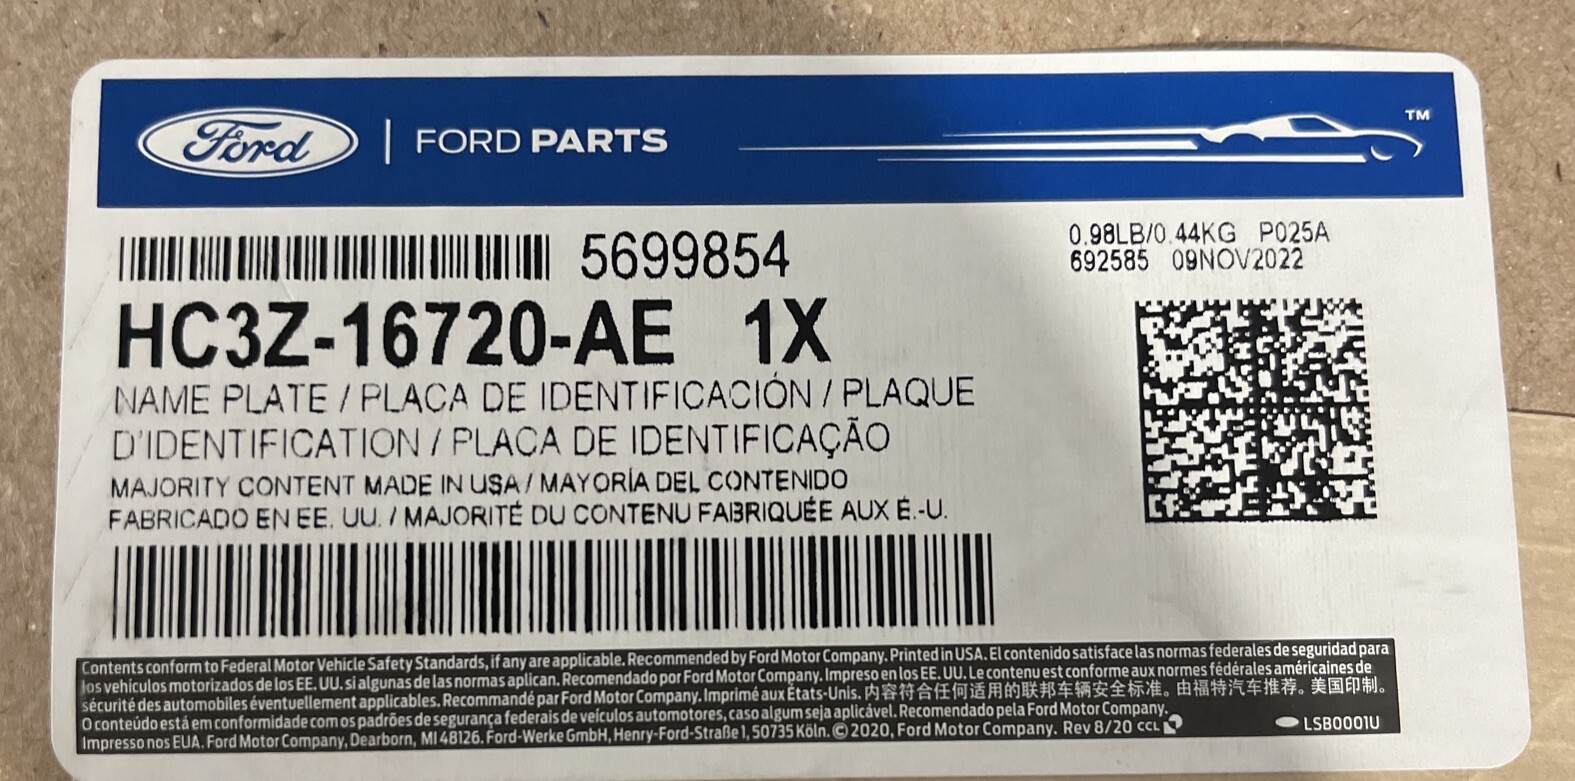 Ford | FORD PARTS
TM
5699854
0.98LB/0.44KG P025A
692585 09NOV2022
HC3Z-16720-AE 1X
NAME PLATE / PLACA DE IDENTIFICACIÓN / PLAQUE
D'IDENTIFICATION / PLACA DE IDENTIFICAÇÃO
MAJORITY CONTENT MADE IN USA / MAYORÍA DEL CONTENIDO
FABRICADO EN EE. UU. / MAJORITÉ DU CONTENU FABRIQUÉE AUX É.-U.
Contents conform to Federal Motor Vehicle Safety Standards, if any are applicable. Recommended by Ford Motor Company. Printed in USA. El contenido satisface las normas federales de seguridad para
los vehículos motorizados de los EE. UU. si algunas de las normas aplican. Recomendado por Ford Motor Company. Impreso en los EE. UU. Le contenu est conforme aux normes fédérales américaines de
sécurité des automobiles éventuellement applicables. Recommandé par Ford Motor Company. Imprimé aux États-Unis. 内容符合任何适用的联邦车辆安全标准。由福特汽车推荐。美国印制。
O conteúdo está em conformidade com os padrões de segurança federais de veículos automotores, caso algum seja aplicável. Recomendado pela Ford Motor Company.
Impresso nos EUA. Ford Motor Company, Dearborn, MI 48126. Ford-Werke GmbH, Henry-Ford-Straße 1, 50735 Köln. © 2020, Ford Motor Company. Rev 8/20 CCL
LSB0001U